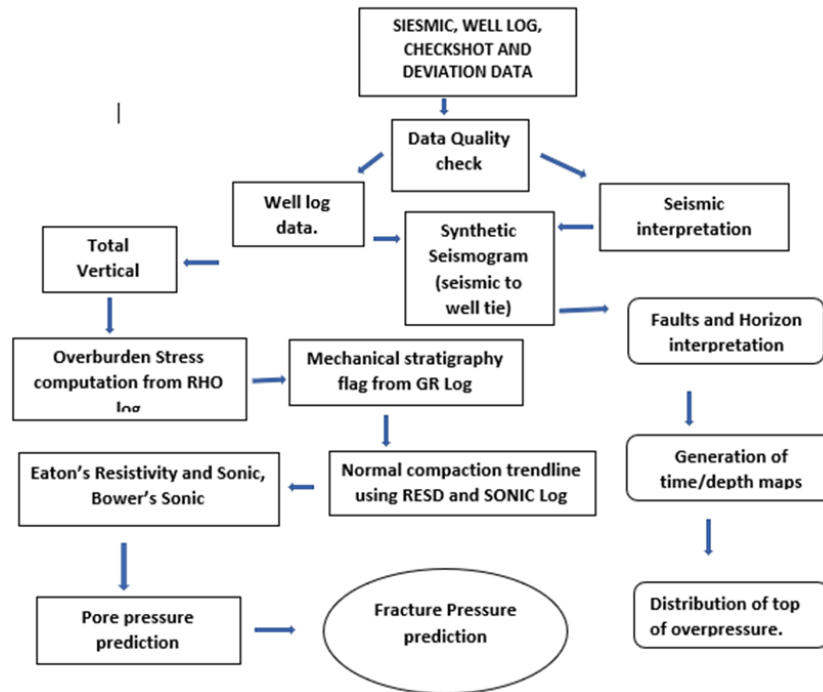 SIESMIC, WELL LOG,
CHECKSHOT AND
DEVIATION DATA
Data Quality
check
Well log
data.
Seismic
interpretation
Synthetic
Seismogram
(seismic to
well tie)
Total
Vertical
Faults and Horizon
interpretation
Overburden Stress
computation from RHO
log
Mechanical stratigraphy
flag from GR Log
Generation of
time/depth maps
Eaton's Resistivity and Sonic,
Bower's Sonic
Normal compaction trendline
using RESD and SONIC Log
Distribution of top
of overpressure.
Pore pressure
prediction
Fracture Pressure
prediction